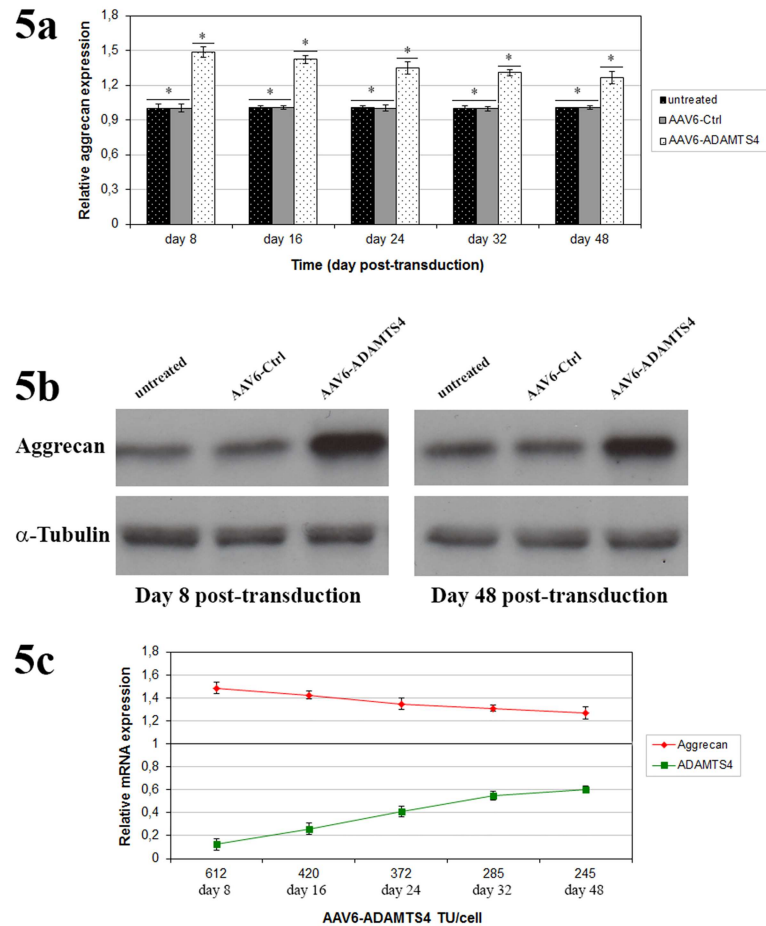 5a
Relative aggrecan expression
1,8
1,5
1,2
0,9
0,6
0,3
0
* * * * *
* * * * *
day 8 day 16 day 24 day 32 day 48
Time (day post-transduction)
untreated
AAV6-Ctrl
AAV6-ADAMTS4
5b
untreated AAV6-Ctrl AAV6-ADAMTS4 untreated AAV6-Ctrl AAV6-ADAMTS4
Aggrecan
α-Tubulin
Day 8 post-transduction Day 48 post-transduction
5c
Relative mRNA expression
1,8
1,6
1,4
1,2
1
0,8
0,6
0,4
0,2
0
612 420 372 285 245
day 8 day 16 day 24 day 32 day 48
AAV6-ADAMTS4 TU/cell
Aggrecan
ADAMTS4